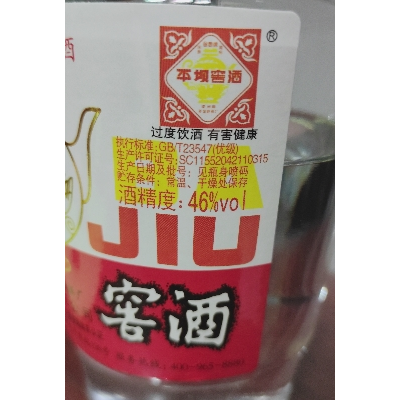 酒
®
本坝窖酒
过度饮酒 有害健康
执行标准: GB/T23547(优级)
生产许可证号: SC11552042110315
生产日期及批号: 见瓶身喷码
贮存条件: 常温、干燥处保存
酒精度: 46%vol
JIU
窖酒